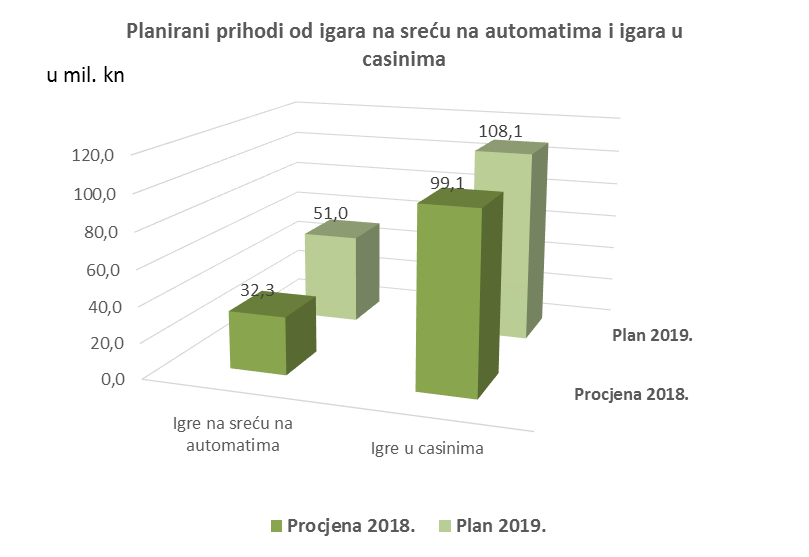 Planirani prihodi od igara na sreću na automatima i igara u
casinima
u mil. kn
120,0
100,0
80,0
60,0
40,0
20,0
0,0
32,3
51,0
99,1
108,1
Plan 2019.
Procjena 2018.
Igre na sreću na
automatima
Igre u casinima
Procjena 2018.
Plan 2019.